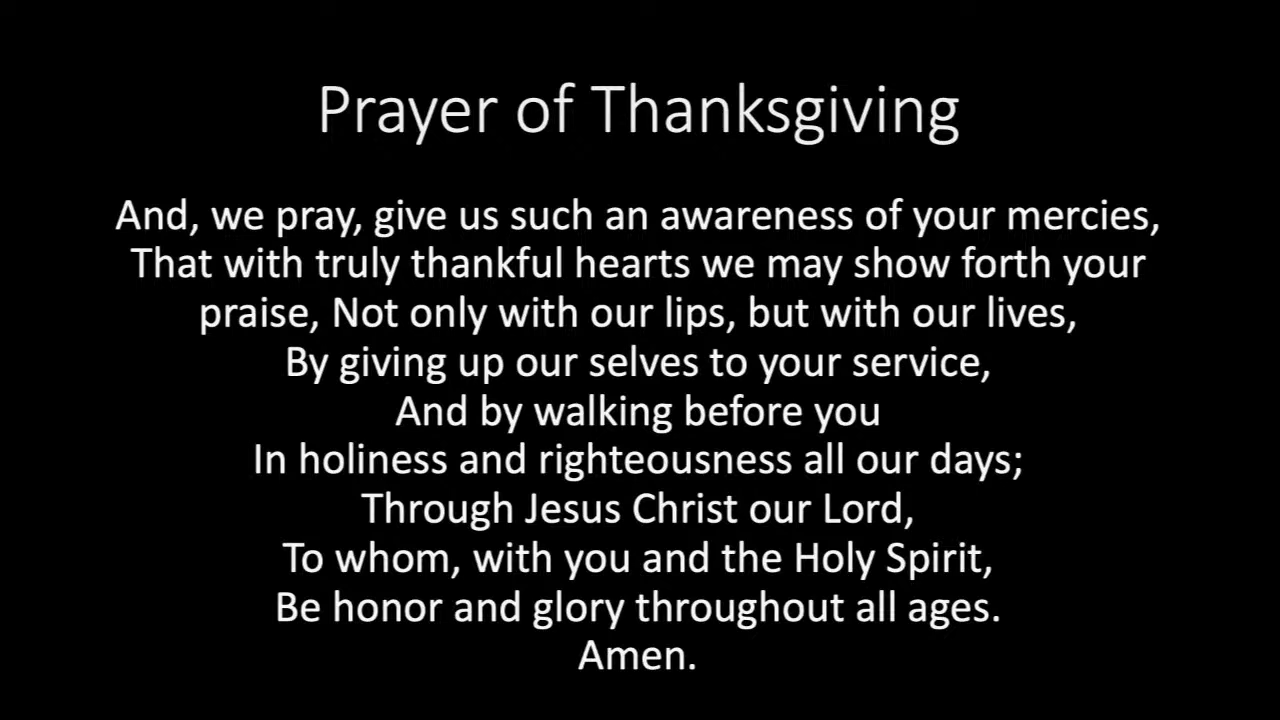 Prayer of Thanksgiving
And, we pray, give us such an awareness of your mercies,
That with truly thankful hearts we may show forth your
praise, Not only with our lips, but with our lives,
By giving up our selves to your service,
And by walking before you
In holiness and righteousness all our days;
Through Jesus Christ our Lord,
To whom, with you and the Holy Spirit,
Be honor and glory throughout all ages.
Amen.